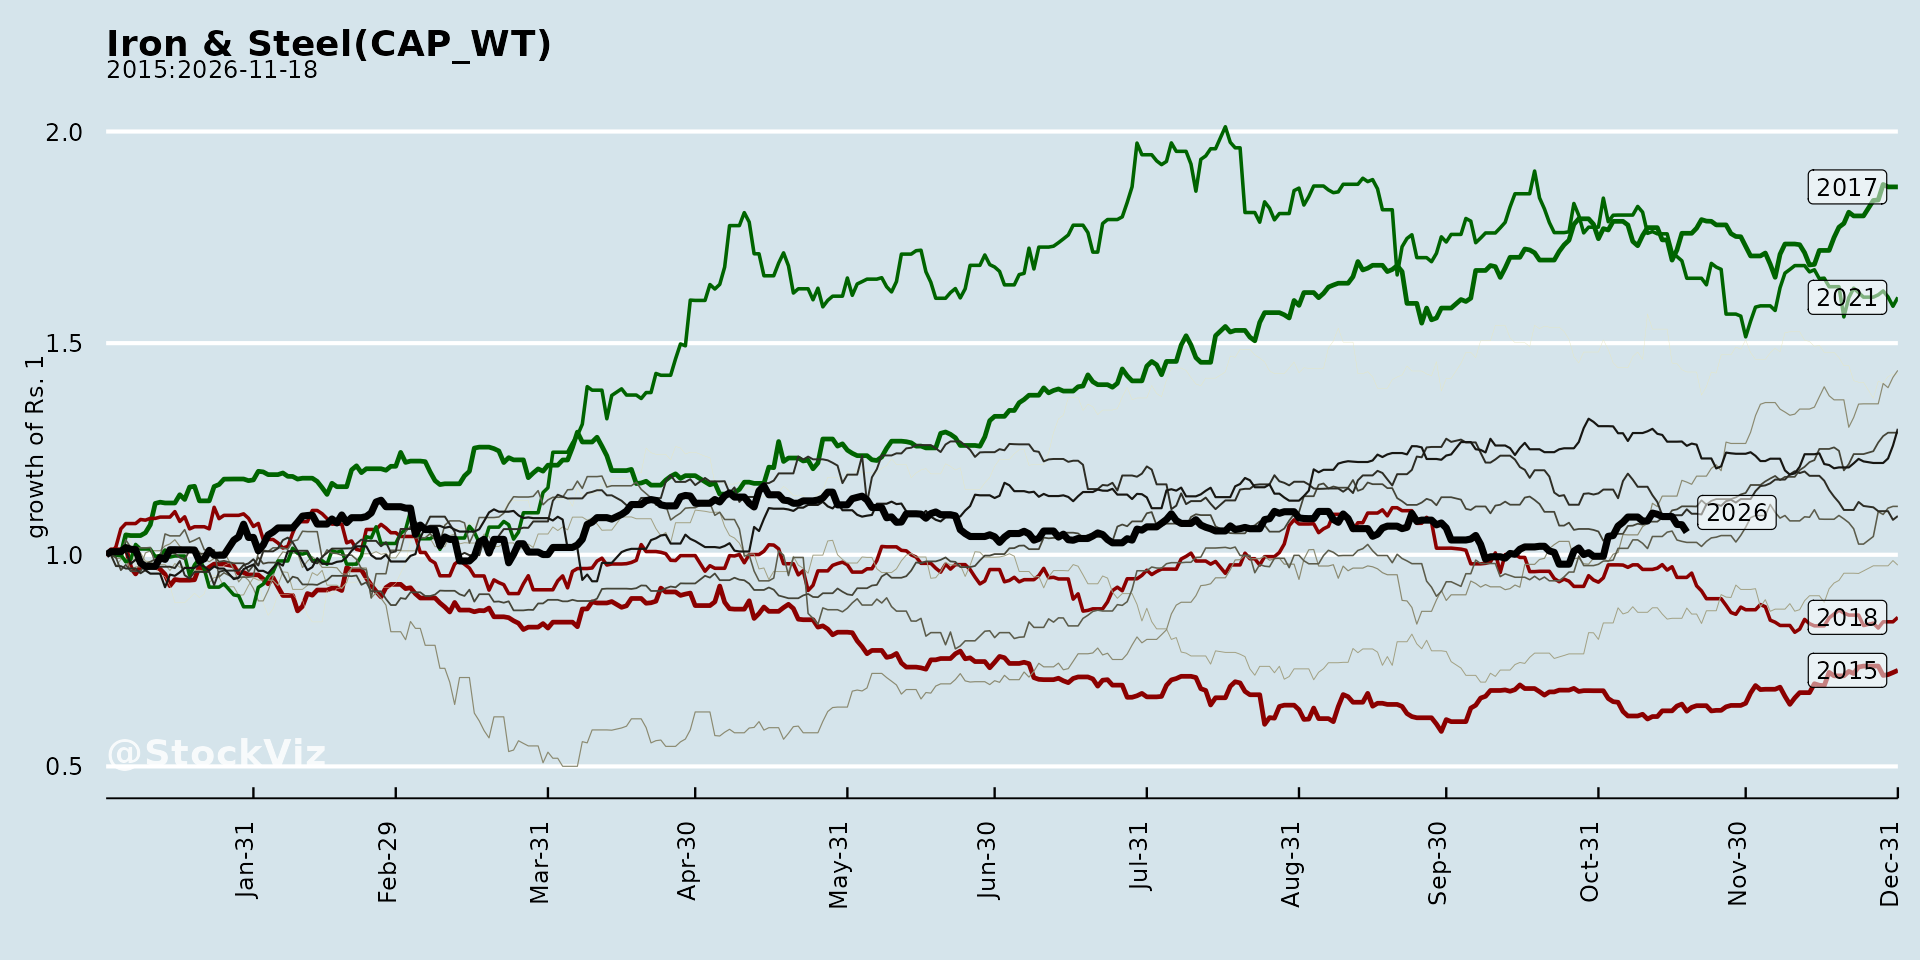 Iron & Steel(CAP_WT)
2015:2026-11-18
growth of Rs. 1
2.0
1.5
1.0
0.5
2017
2021
2026
2018
2015
@StockViz
Jan-31
Feb-29
Mar-31
Apr-30
May-31
Jun-30
Jul-31
Aug-31
Sep-30
Oct-31
Nov-30
Dec-31